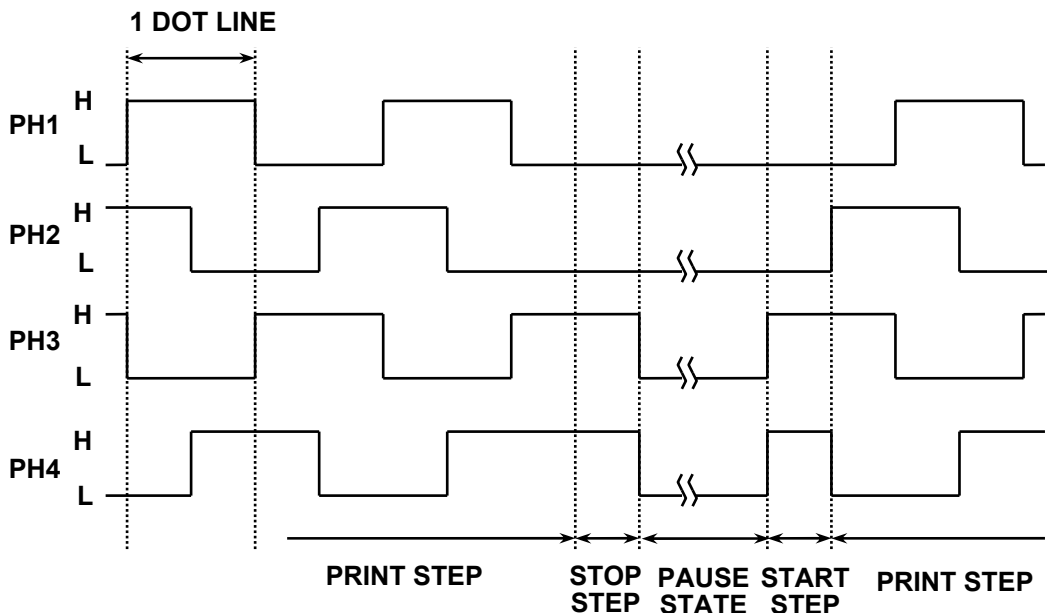 1 DOT LINE
H
PH1
L
H
PH2
L
H
PH3
L
H
PH4
L
PRINT STEP
STOP
STEP
PAUSE
STATE
START
STEP
PRINT STEP